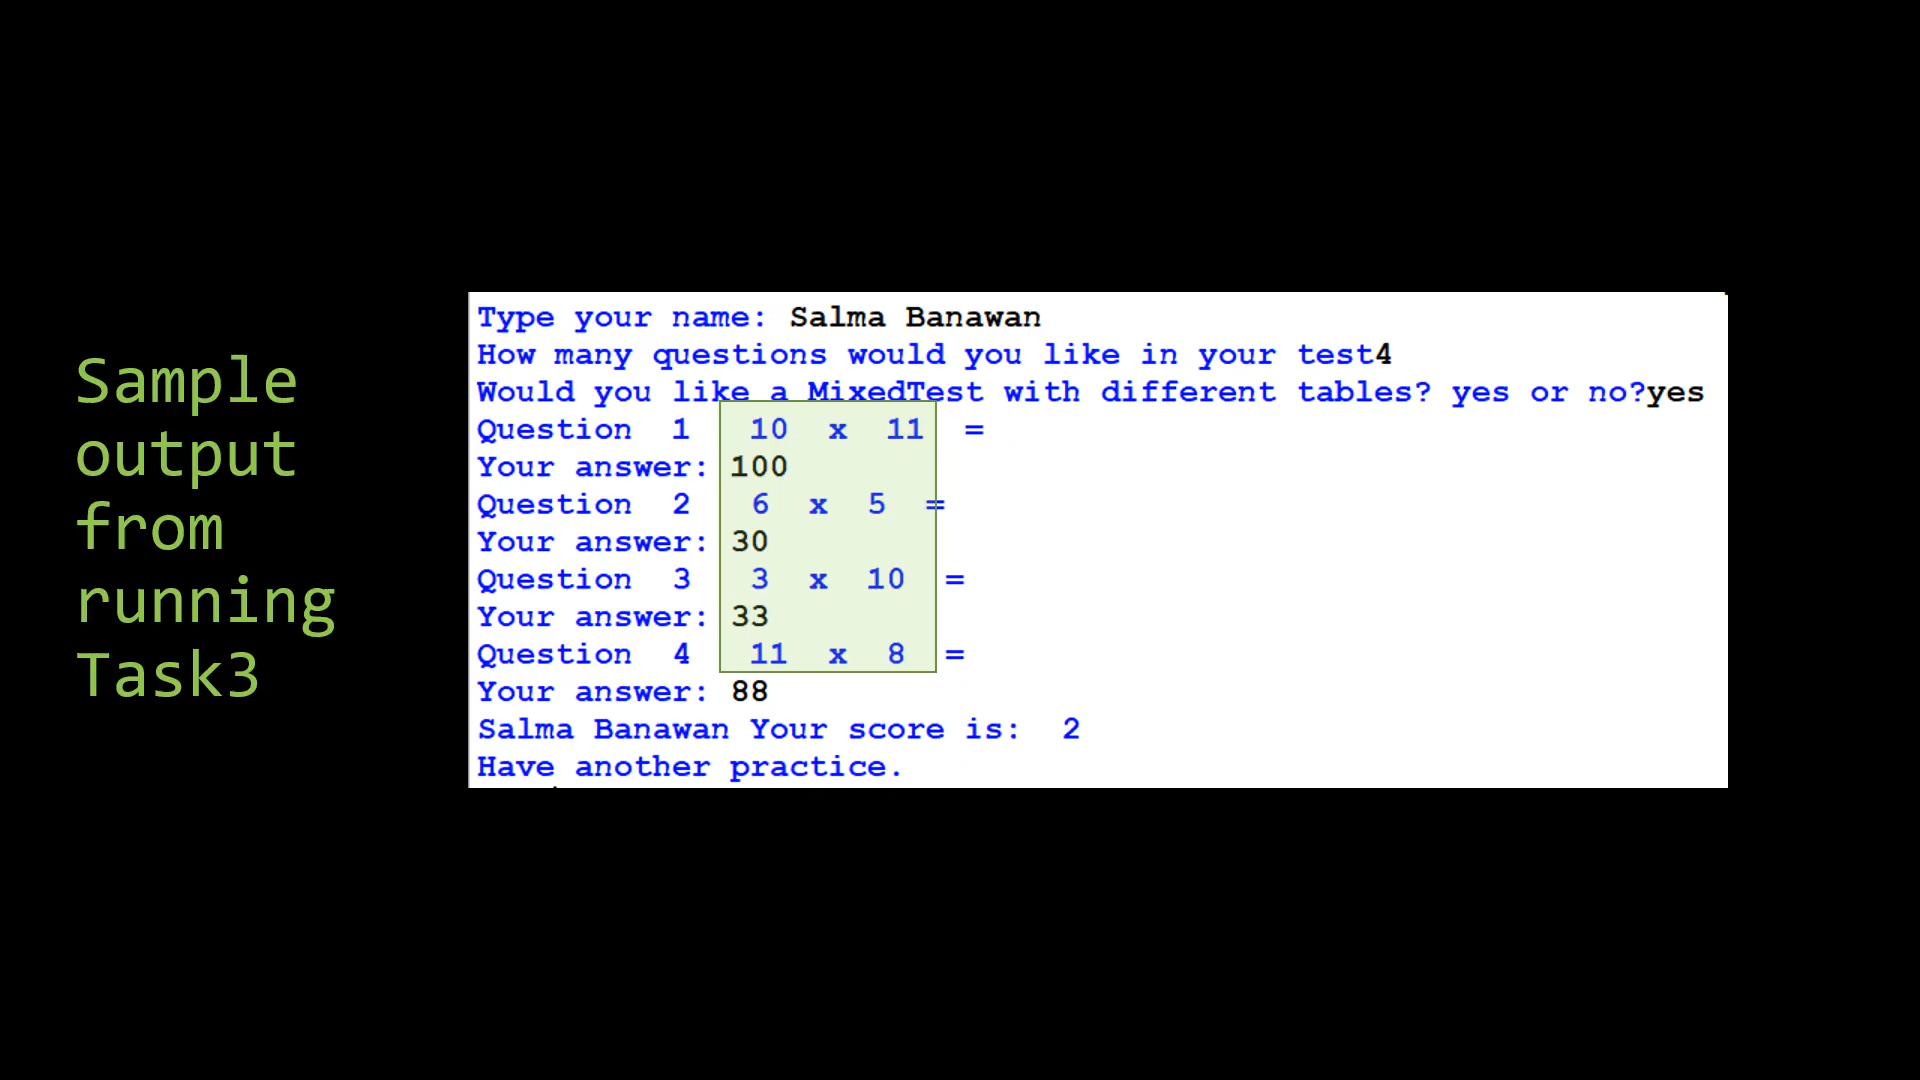 Sample
output
from
running
Task3
Type your name: Salma Banawan
How many questions would you like in your test4
Would you like a MixedTest with different tables? yes or no?yes
Question 1 10 x 11 =
Your answer: 100
Question 2 6 x 5 =
Your answer: 30
Question 3 3 x 10 =
Your answer: 33
Question 4 11 x 8 =
Your answer: 88
Salma Banawan Your score is: 2
Have another practice.